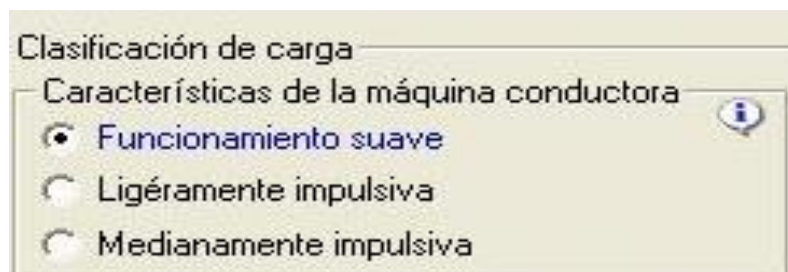 Clasificación de carga
Características de la máquina conductora
Funcionamiento suave
Ligéramente impulsiva
Medianamente impulsiva